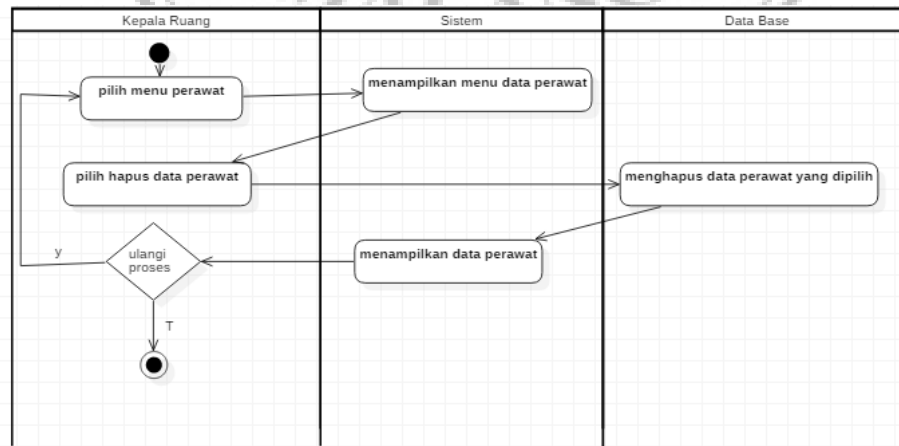 Kepala Ruang
Sistem
Data Base
pilih menu perawat
menampilkan menu data perawat
pilih hapus data perawat
menghapus data perawat yang dipilih
menampilkan data perawat
ulangi
proses
y
T